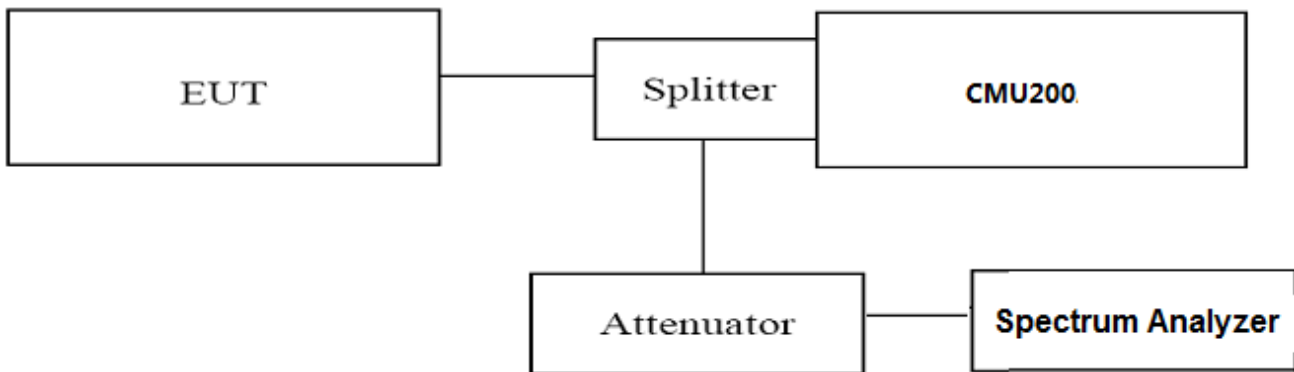 EUT
Splitter
CMU200.
Attenuator
Spectrum Analyzer